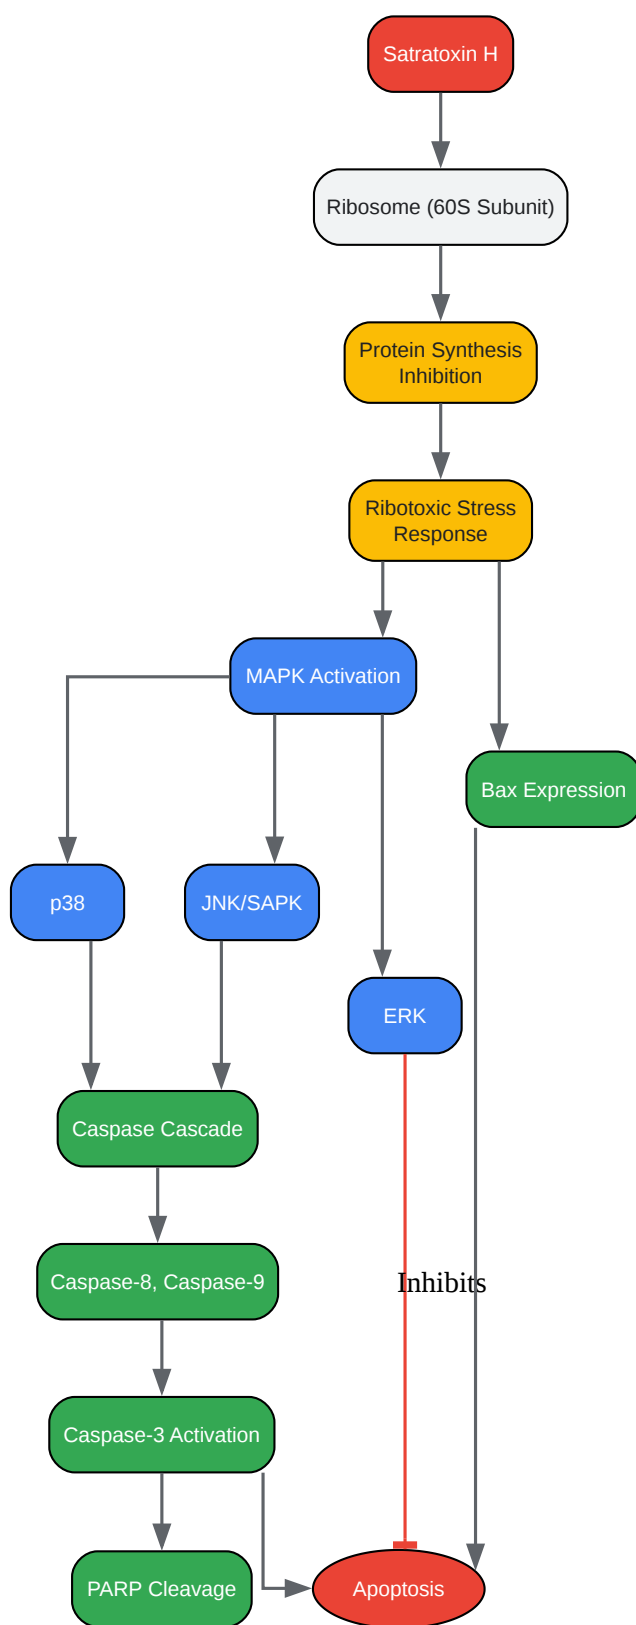 Satratoxin H
Ribosome (60S Subunit)
Protein Synthesis
Inhibition
Ribotoxic Stress
Response
MAPK Activation
Bax Expression
p38
JNK/SAPK
ERK
Caspase Cascade
Caspase-8, Caspase-9
Inhibits
Caspase-3 Activation
PARP Cleavage
Apoptosis